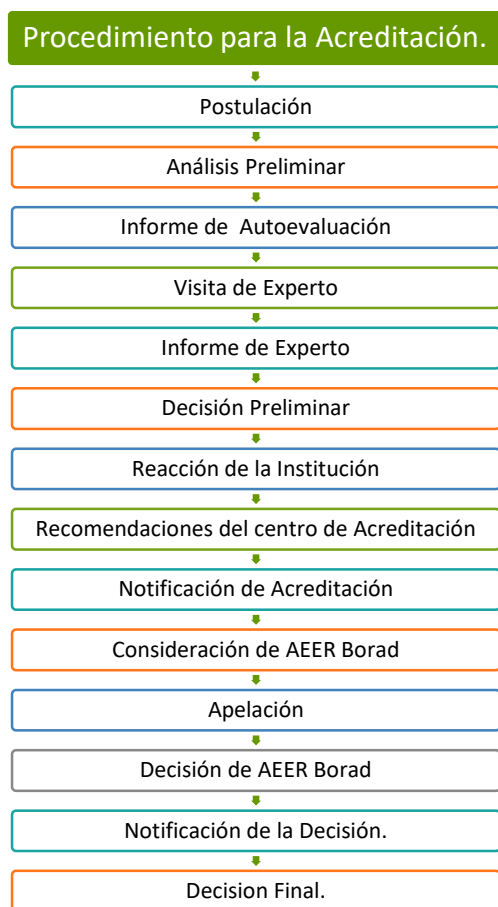 Procedimiento para la Acreditación.
Postulación
Análisis Preliminar
Informe de Autoevaluación
Visita de Experto
Informe de Experto
Decisión Preliminar
Reacción de la Institución
Recomendaciones del centro de Acreditación
Notificación de Acreditación
Consideración de AEER Borad
Apelación
Decisión de AEER Borad
Notificación de la Decisión.
Decision Final.